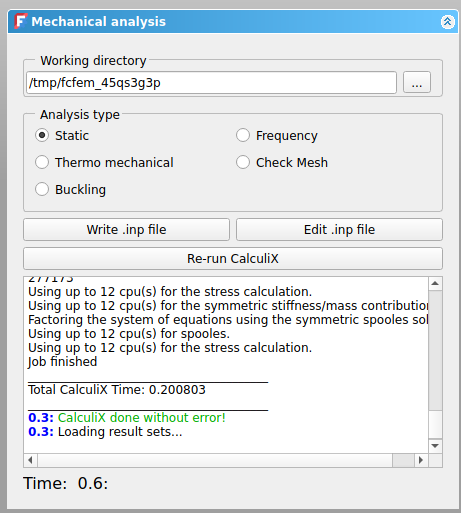 Mechanical analysis
Working directory
/tmp/fcfem_45qs3g3p
...
Analysis type
Static
Frequency
Thermo mechanical
Check Mesh
Buckling
Write .inp file
Edit .inp file
Re-run CalculiX
277173
Using up to 12 cpu(s) for the stress calculation.
Using up to 12 cpu(s) for the symmetric stiffness/mass contribution
Factoring the system of equations using the symmetric spooles sol
Using up to 12 cpu(s) for spooles.
Using up to 12 cpu(s) for the stress calculation.
Job finished
Total CalculiX Time: 0.200803
0.3: CalculiX done without error!
0.3: Loading result sets...
Time: 0.6: